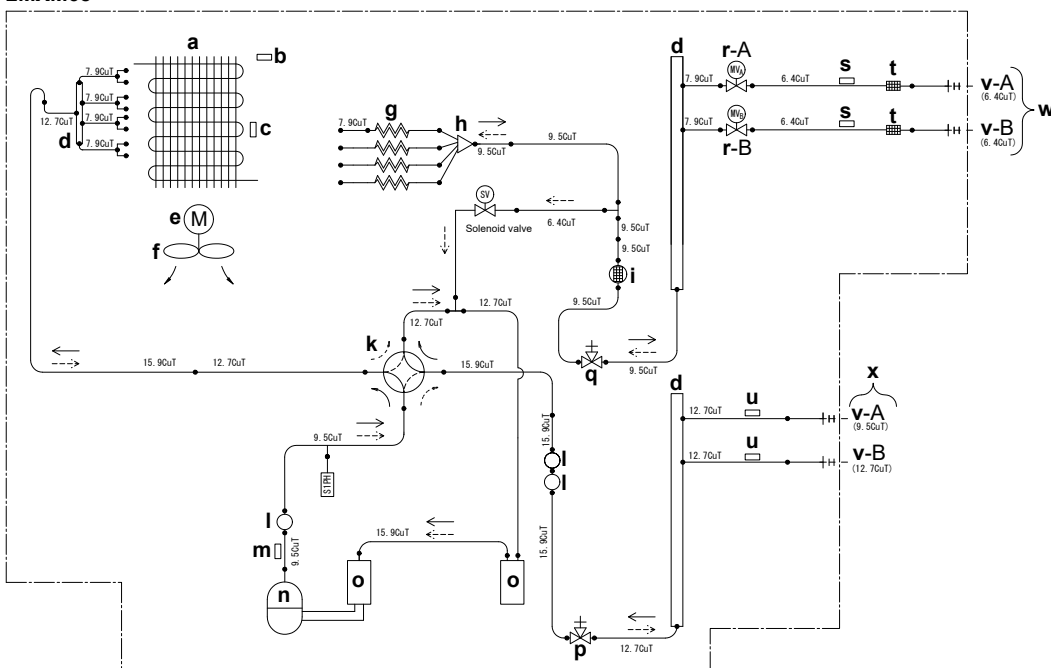 a
b
7.9CuT
7.9CuT
7.9CuT
7.9CuT
12.7CuT
d
c
e
M
f
7.9CuT
g
h
9.5CuT
9.5CuT
SV
Solenoid valve
6.4CuT
9.5CuT
9.5CuT
i
9.5CuT
q
9.5CuT
d
r-A
7.9CuT
MVA
6.4CuT
s
t
v-A
(6.4CuT)
w
7.9CuT
MVB
6.4CuT
s
t
r-B
v-B
(6.4CuT)
12.7CuT
12.7CuT
k
15.9CuT
12.7CuT
15.9CuT
d
x
12.7CuT
u
v-A
(9.5CuT)
12.7CuT
u
v-B
(12.7CuT)
9.5CuT
S1PH
15.9CuT
l
l
l
m
9.5CuT
n
15.9CuT
o
o
15.9CuT
p
12.7CuT